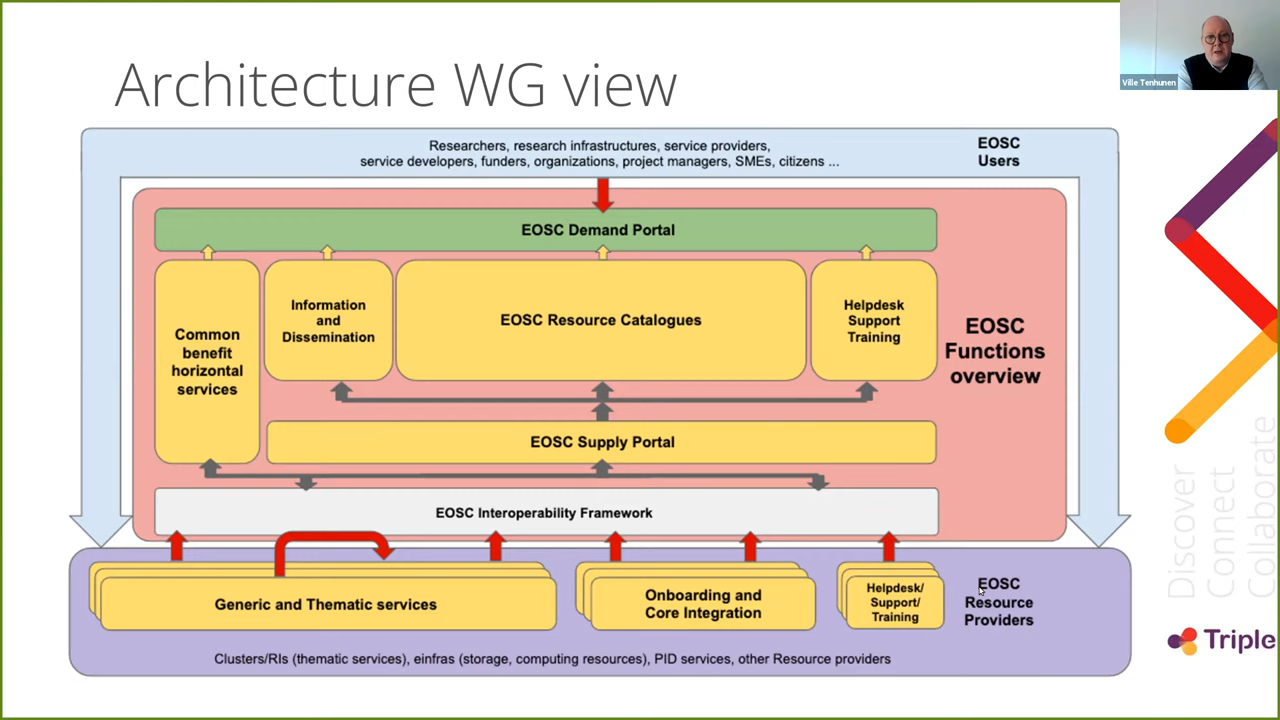 Architecture WG view
Ville Tenhunen
Researchers, research infrastructures, service providers,
service developers, funders, organizations, project managers, SMEs, citizens ...
EOSC
Users
EOSC Demand Portal
Common
benefit
horizontal
services
Information
and
Dissemination
EOSC Resource Catalogues
Helpdesk
Support
Training
EOSC
Functions
overview
EOSC Supply Portal
EOSC Interoperability Framework
Generic and Thematic services
Onboarding and
Core Integration
Helpdesk/
Support/
Training
EOSC
Resource
Providers
Clusters/RIs (thematic services), einfras (storage, computing resources), PID services, other Resource providers
Discover
Connect
Collaborate
Triple